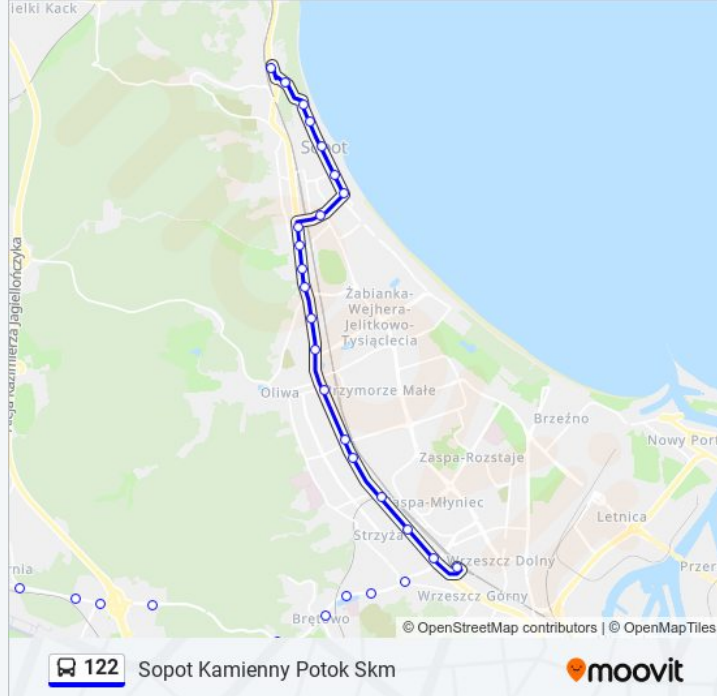 ielki Kack
Sopot
Aleja Kazimierza Jagiellończyka
Żabianka-
Wejhera-
Jelitkowo-
Tysiąclecia
Oliwa
Przymorze Małe
Brzeźno
Nowy Port
Zaspa-Rozstaje
Zaspa-Młyniec
Letnica
Strzyża
Wrzeszcz Dolny
Przer
rnia
Wrzeszcz Górny
Brętowo
© OpenStreetMap contributors | © OpenMapTiles
122 Sopot Kamienny Potok Skm
moovit